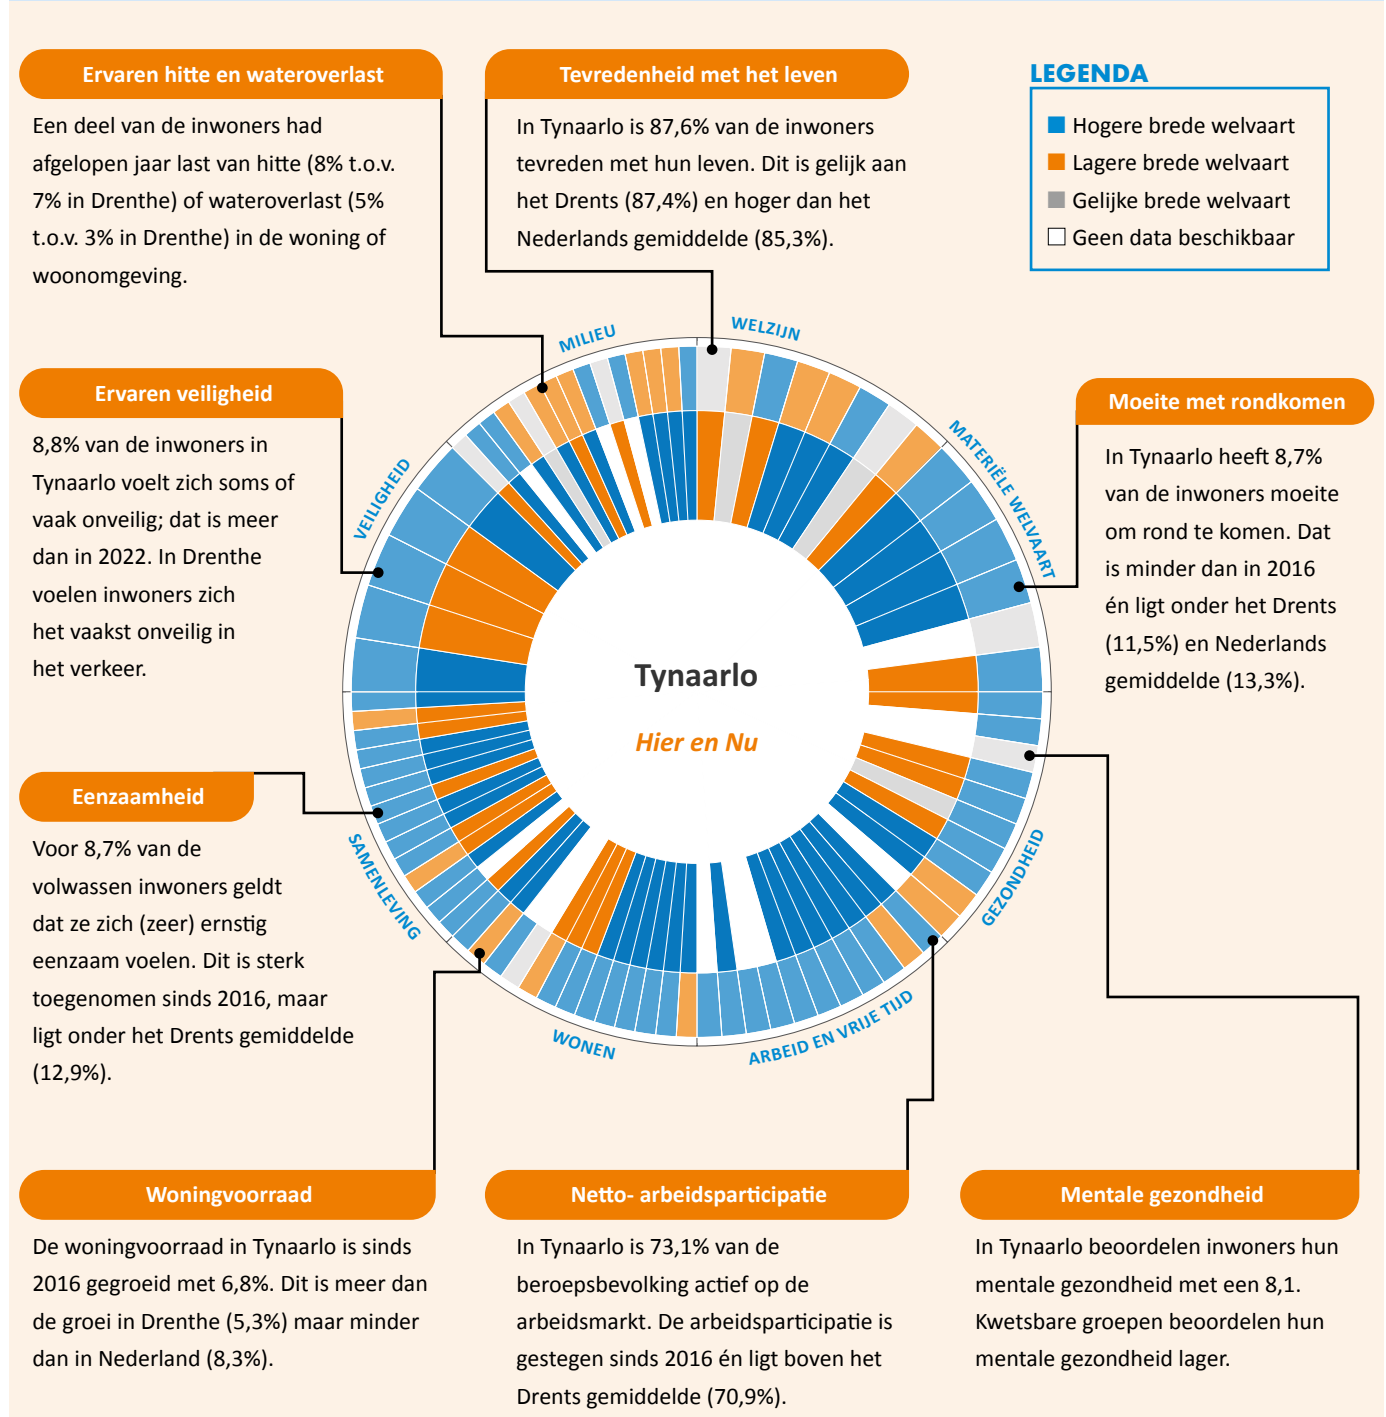 Ervaren hitte en wateroverlast
Een deel van de inwoners had
afgelopen jaar last van hitte (8% t.o.v.
7% in Drenthe) of wateroverlast (5%
t.o.v. 3% in Drenthe) in de woning of
woonomgeving.
Tevredenheid met het leven
In Tynaarlo is 87,6% van de inwoners
tevreden met hun leven. Dit is gelijk aan
het Drents (87,4%) en hoger dan het
Nederlands gemiddelde (85,3%).
LEGENDA
Hogere brede welvaart
Lagere brede welvaart
Gelijke brede welvaart
Geen data beschikbaar
MILIEU
WELZIJN
MATERIËLE WELVAART
GEZONDHEID
ARBEID EN VRIJE TIJD
WONEN
SAMENLEVING
VEILIGHEID
Tynaarlo
Hier en Nu
Ervaren veiligheid
8,8% van de inwoners in
Tynaarlo voelt zich soms of
vaak onveilig; dat is meer
dan in 2022. In Drenthe
voelen inwoners zich
het vaakst onveilig in
het verkeer.
Moeite met rondkomen
In Tynaarlo heeft 8,7%
van de inwoners moeite
om rond te komen. Dat
is minder dan in 2016
én ligt onder het Drents
(11,5%) en Nederlands
gemiddelde (13,3%).
Eenzaamheid
Voor 8,7% van de
volwassen inwoners geldt
dat ze zich (zeer) ernstig
eenzaam voelen. Dit is sterk
toegenomen sinds 2016, maar
ligt onder het Drents gemiddelde
(12,9%).
Woningvoorraad
De woningvoorraad in Tynaarlo is sinds
2016 gegroeid met 6,8%. Dit is meer dan
de groei in Drenthe (5,3%) maar minder
dan in Nederland (8,3%).
Netto- arbeidsparticipatie
In Tynaarlo is 73,1% van de
beroepsbevolking actief op de
arbeidsmarkt. De arbeidsparticipatie is
gestegen sinds 2016 én ligt boven het
Drents gemiddelde (70,9%).
Mentale gezondheid
In Tynaarlo beoordelen inwoners hun
mentale gezondheid met een 8,1.
Kwetsbare groepen beoordelen hun
mentale gezondheid lager.